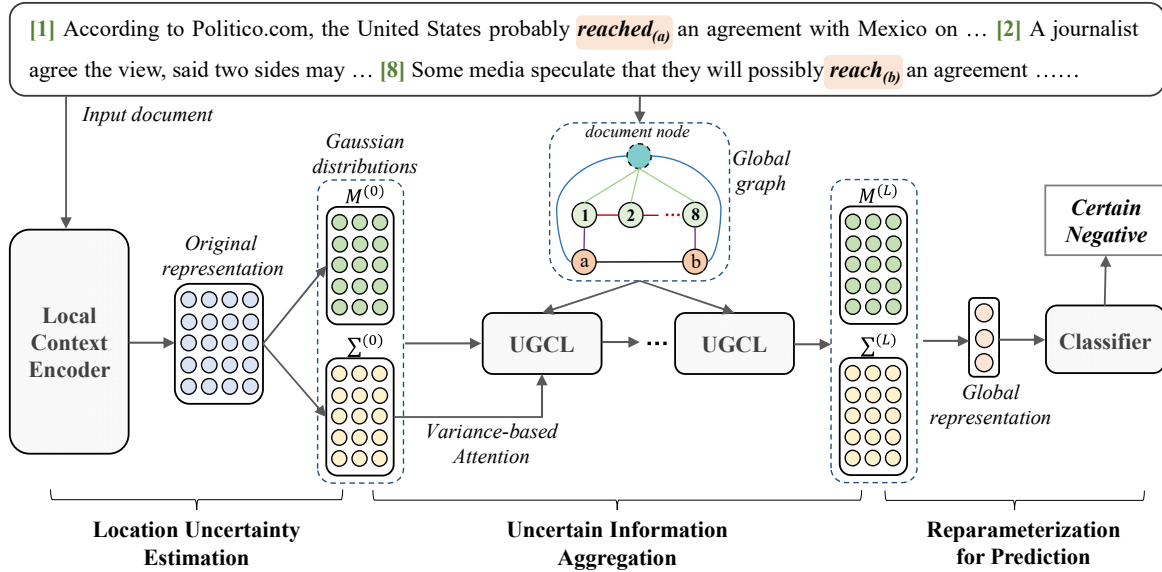 [1] According to Politico.com, the United States probably reached(a) an agreement with Mexico on … [2] A journalist
agree the view, said two sides may … [8] Some media speculate that they will possibly reach(b) an agreement ……
Input document
Gaussian
distributions
M^(0)
document node
Global
graph
1
2
...
8
a
b
M^(L)
Certain
Negative
Original
representation
Local
Context
Encoder
Σ^(0)
UGCL
...
UGCL
Σ^(L)
Classifier
Global
representation
Variance-based
Attention
Location Uncertainty
Estimation
Uncertain Information
Aggregation
Reparameterization
for Prediction